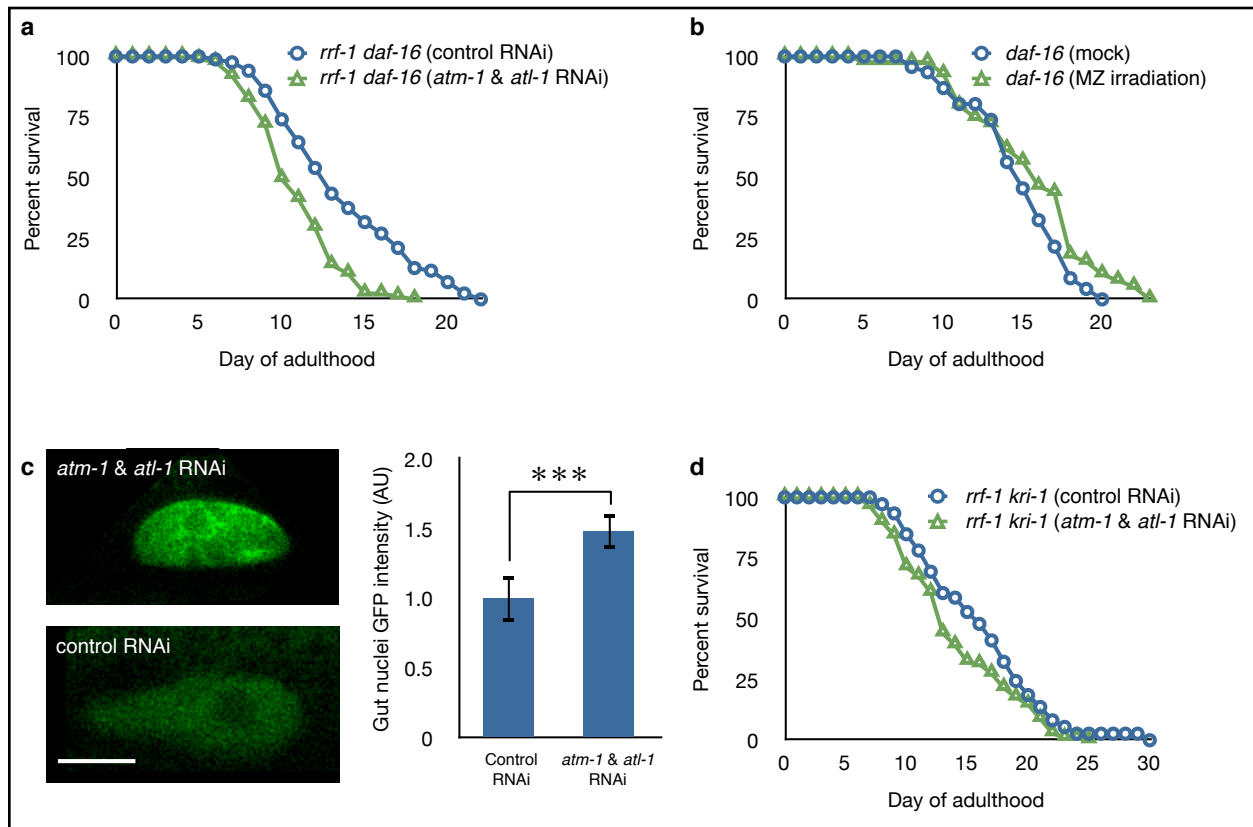 a
rrf-1 daf-16 (control RNAi)
rrf-1 daf-16 (atm-1 & atl-1 RNAi)
100
75
50
25
0
Percent survival
0 5 10 15 20
Day of adulthood
b
daf-16 (mock)
daf-16 (MZ irradiation)
100
75
50
25
0
Percent survival
0 5 10 15 20
Day of adulthood
c
atm-1 & atl-1 RNAi
control RNAi
Gut nuclei GFP intensity (AU)
2.0
1.5
1.0
0.5
0
***
Control
RNAi
atm-1 & atl-1
RNAi
d
rrf-1 kri-1 (control RNAi)
rrf-1 kri-1 (atm-1 & atl-1 RNAi)
100
75
50
25
0
Percent survival
0 5 10 15 20 25 30
Day of adulthood